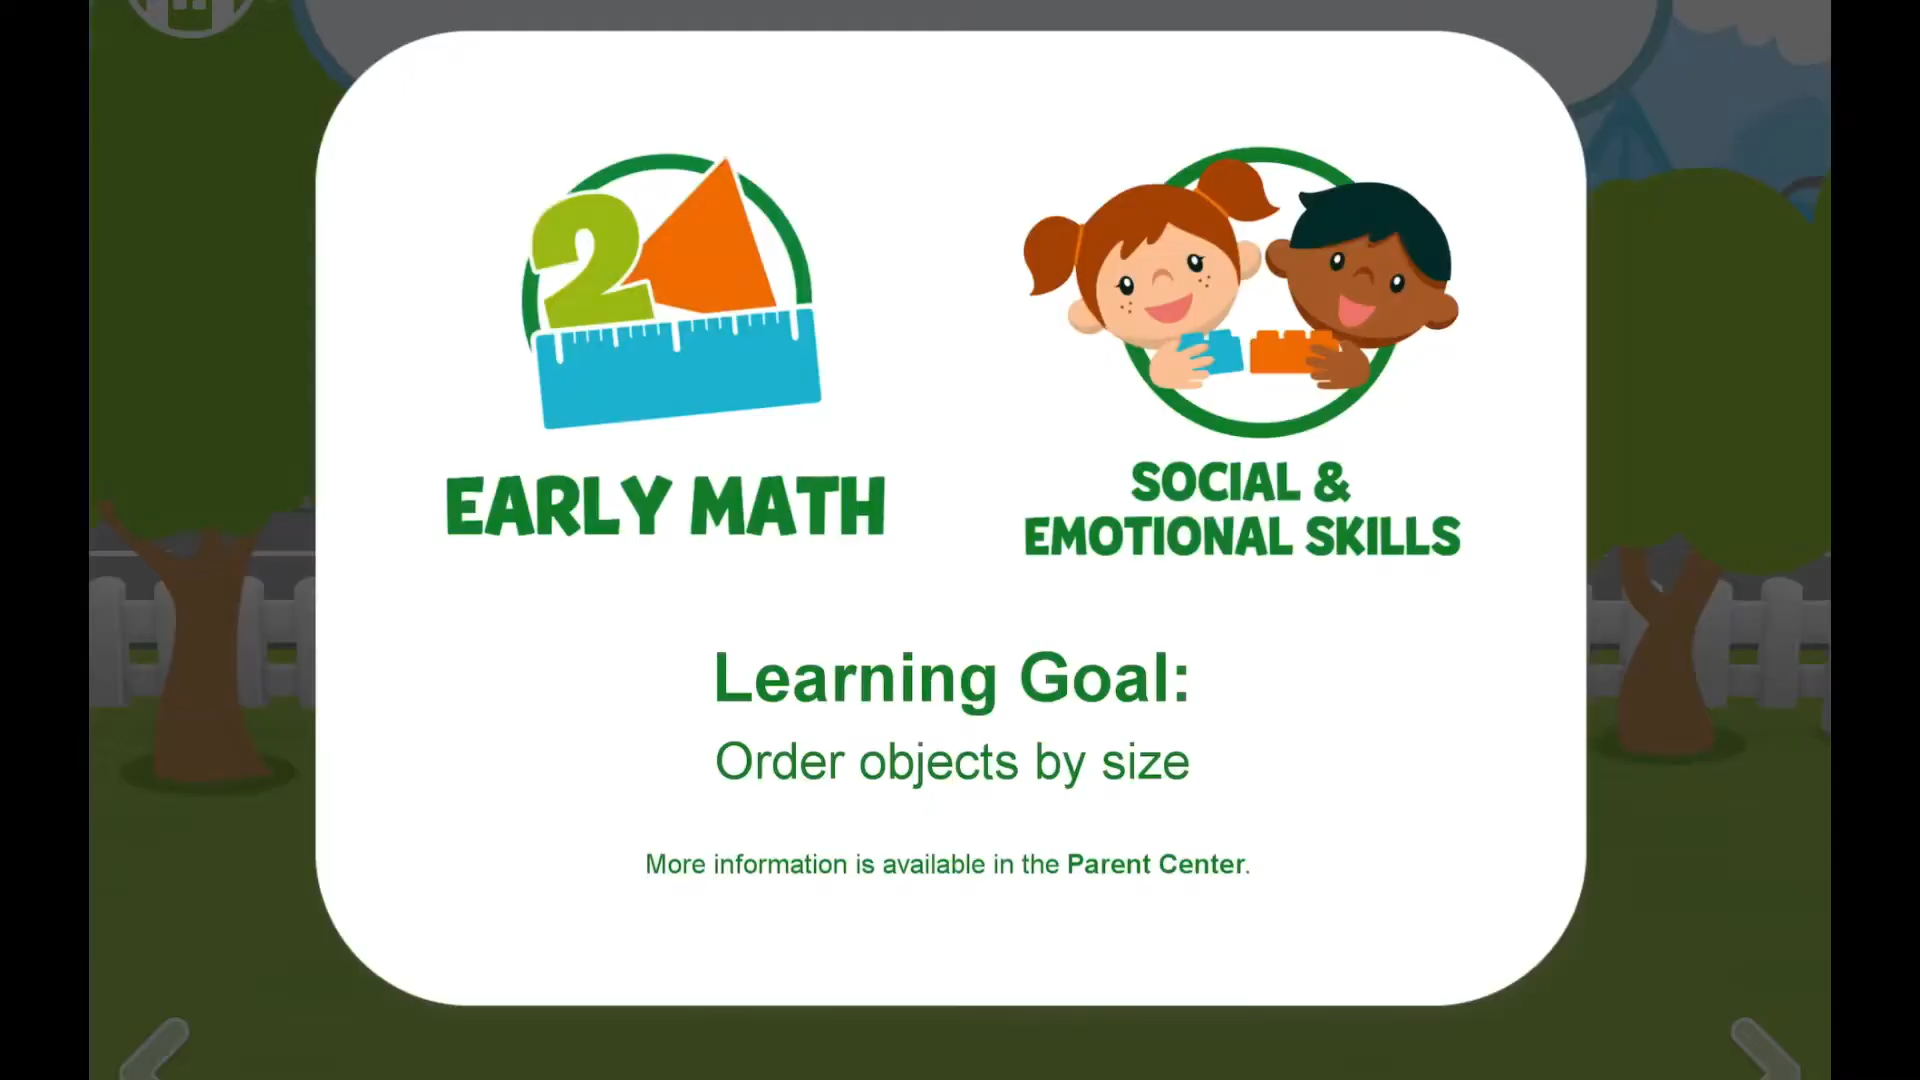 2
EARLY MATH
SOCIAL &
EMOTIONAL SKILLS
Learning Goal:
Order objects by size
More information is available in the Parent Center.